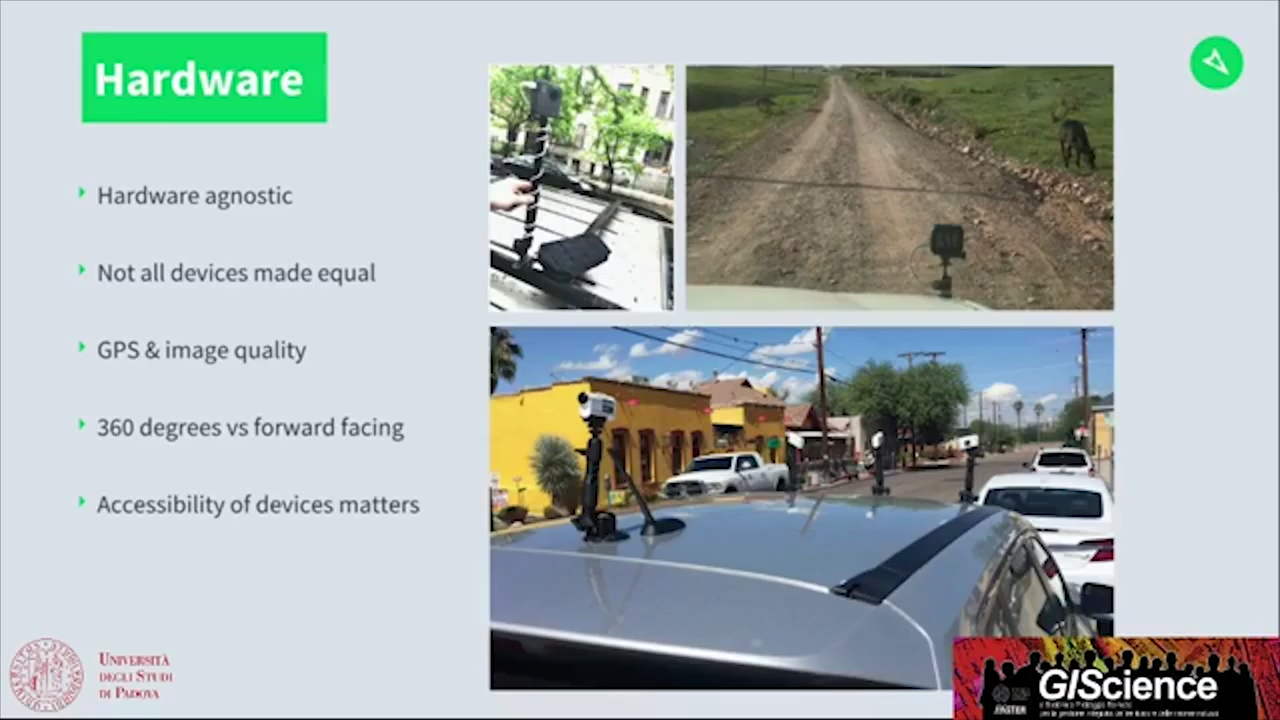 Hardware
Hardware agnostic
Not all devices made equal
GPS & image quality
360 degrees vs forward facing
Accessibility of devices matters
UNIVERSITÀ
DEGLI STUDI
DI PADOVA
GIScience
MASTER